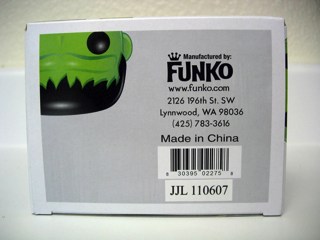 Manufactured by:
FUNKO
www.funko.com
2126 196th St. SW
Lynnwood, WA 98036
(425) 783-3616
Made in China
8 30395 02275 8
JJL 110607